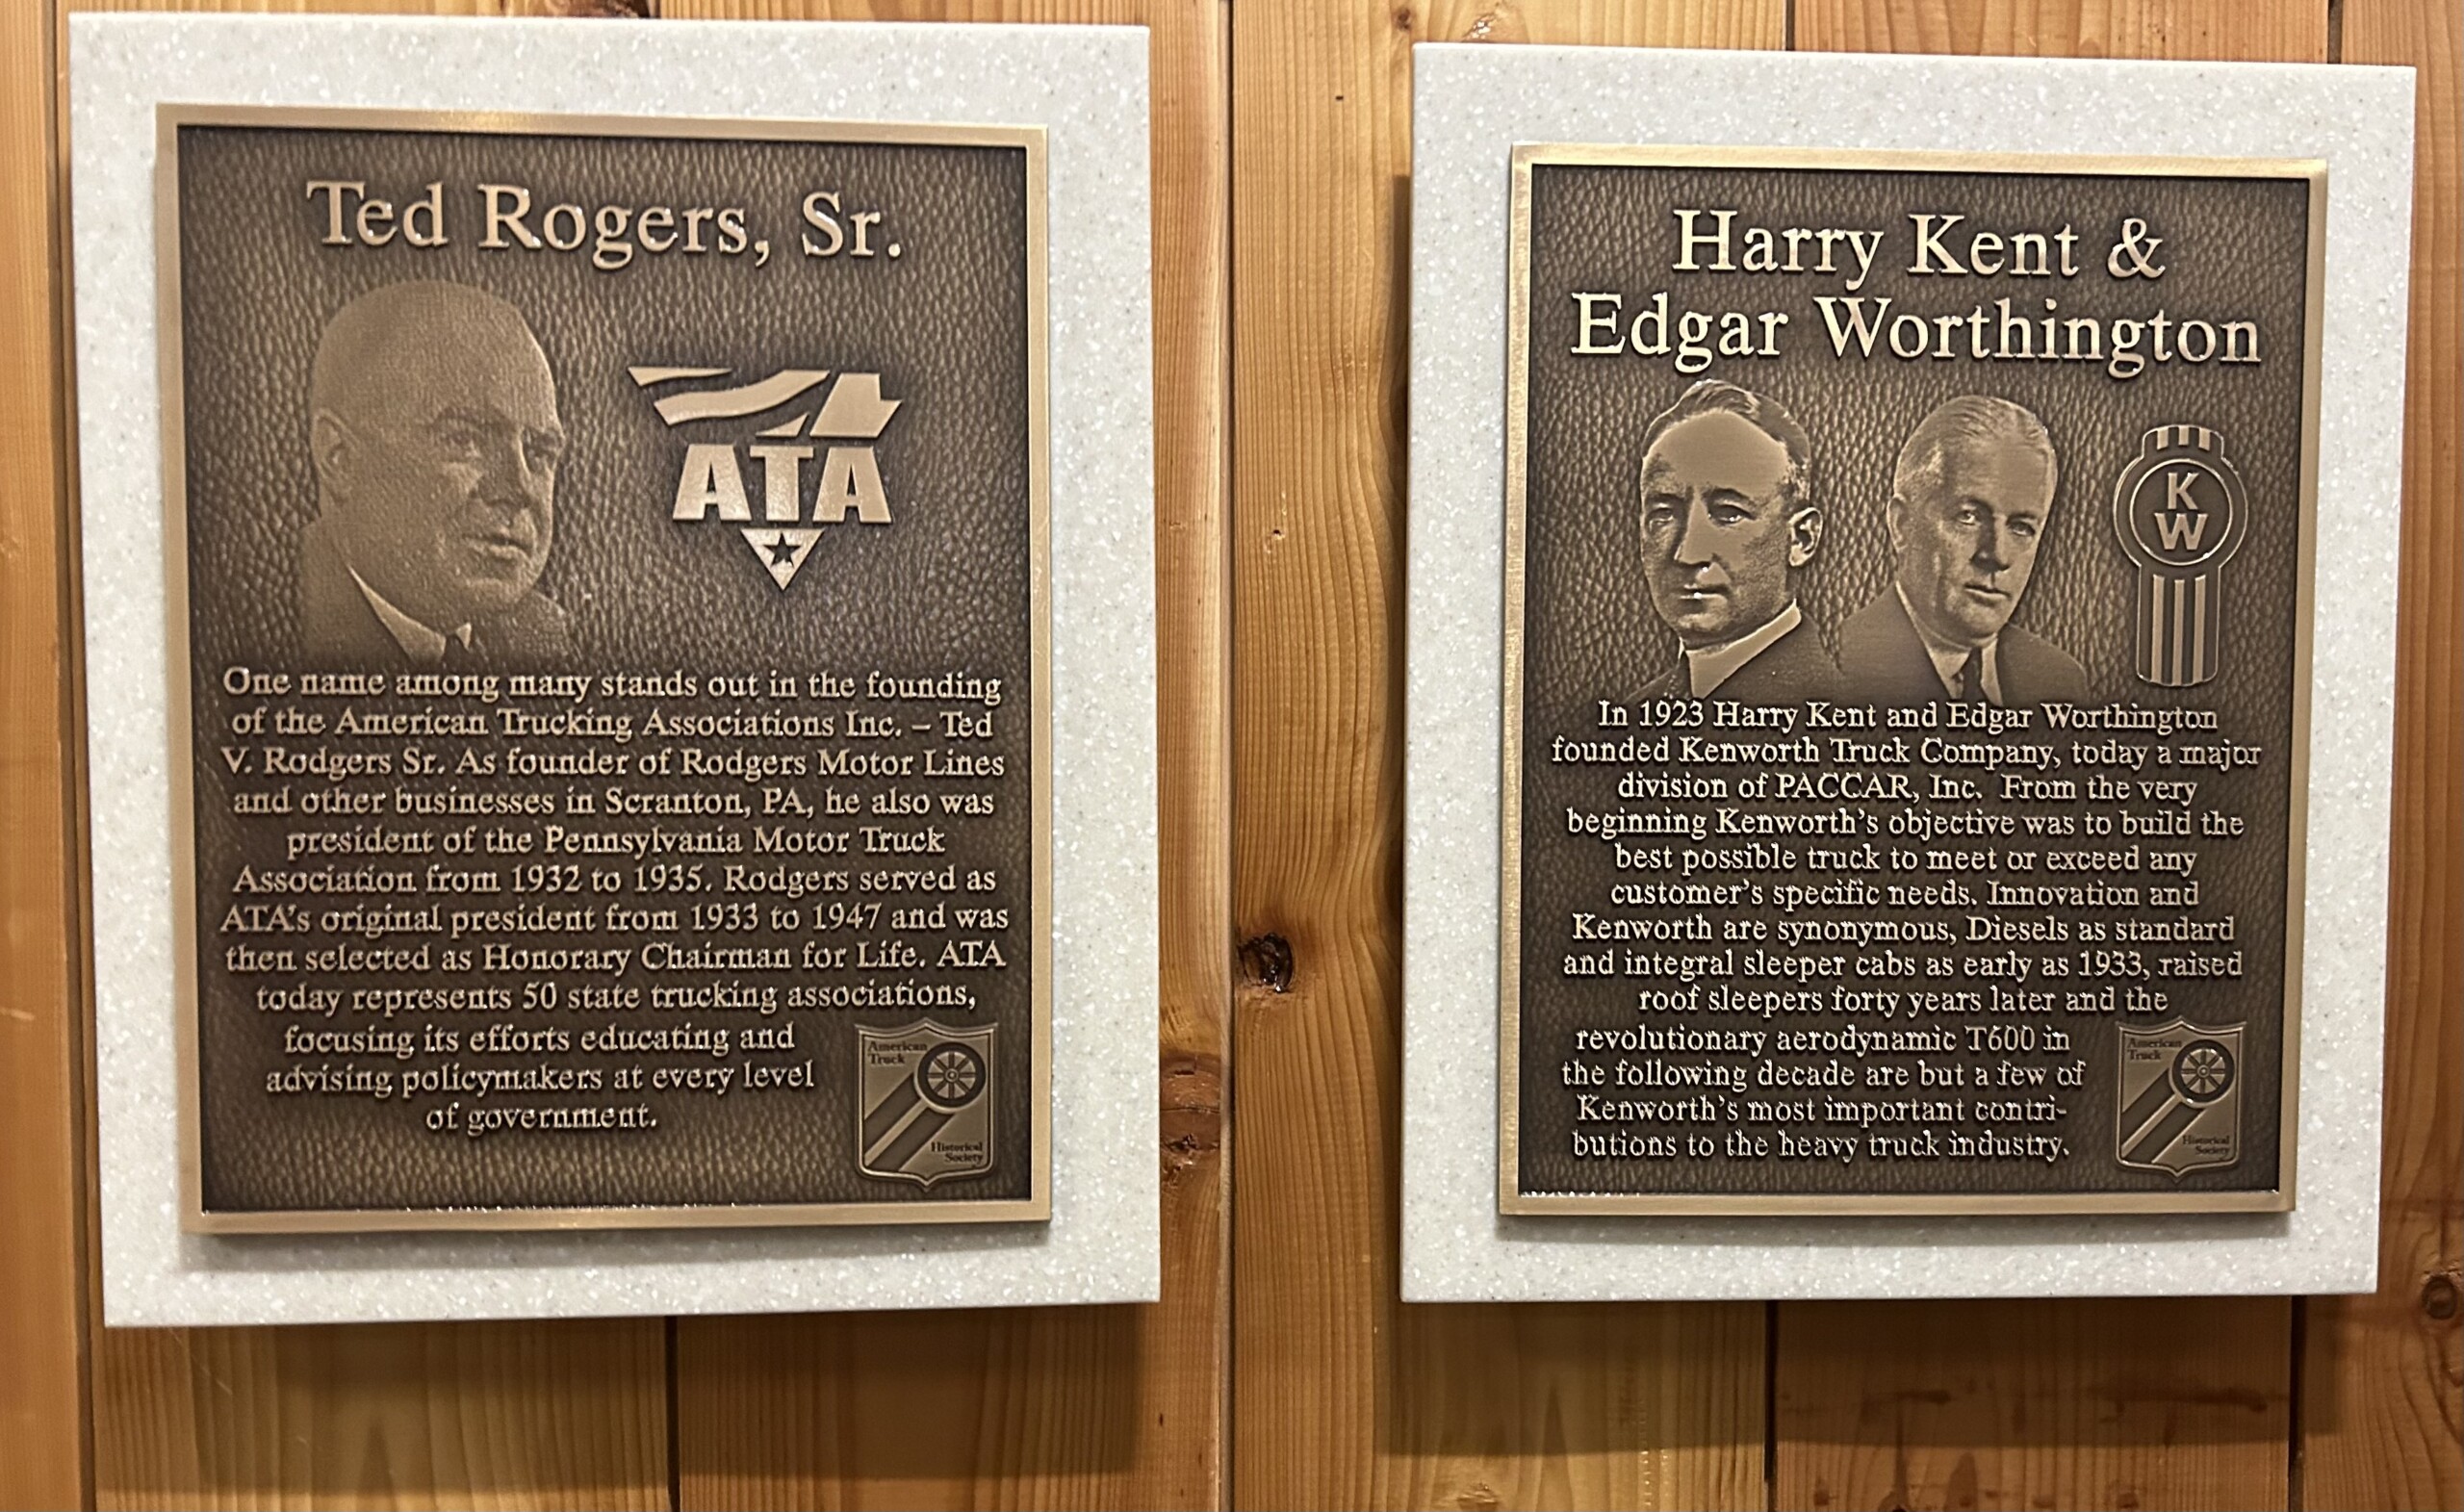 Ted Rogers, Sr.
ATA
One name among many stands out in the founding
of the American Trucking Associations Inc. – Ted
V. Rodgers Sr. As founder of Rodgers Motor Lines
and other businesses in Scranton, PA, he also was
president of the Pennsylvania Motor Truck
Association from 1932 to 1935. Rodgers served as
ATA's original president from 1933 to 1947 and was
then selected as Honorary Chairman for Life. ATA
today represents 50 state trucking associations,
focusing its efforts educating and
advising policymakers at every level
of government.
American
Truck
Historical
Society
Harry Kent &
Edgar Worthington
K
W
In 1923 Harry Kent and Edgar Worthington
founded Kenworth Truck Company, today a major
division of PACCAR, Inc. From the very
beginning Kenworth's objective was to build the
best possible truck to meet or exceed any
customer's specific needs. Innovation and
Kenworth are synonymous, Diesels as standard
and integral sleeper cabs as early as 1933, raised
roof sleepers forty years later and the
revolutionary aerodynamic T600 in
the following decade are but a few of
Kenworth's most important contri-
butions to the heavy truck industry.
American
Truck
Historical
Society